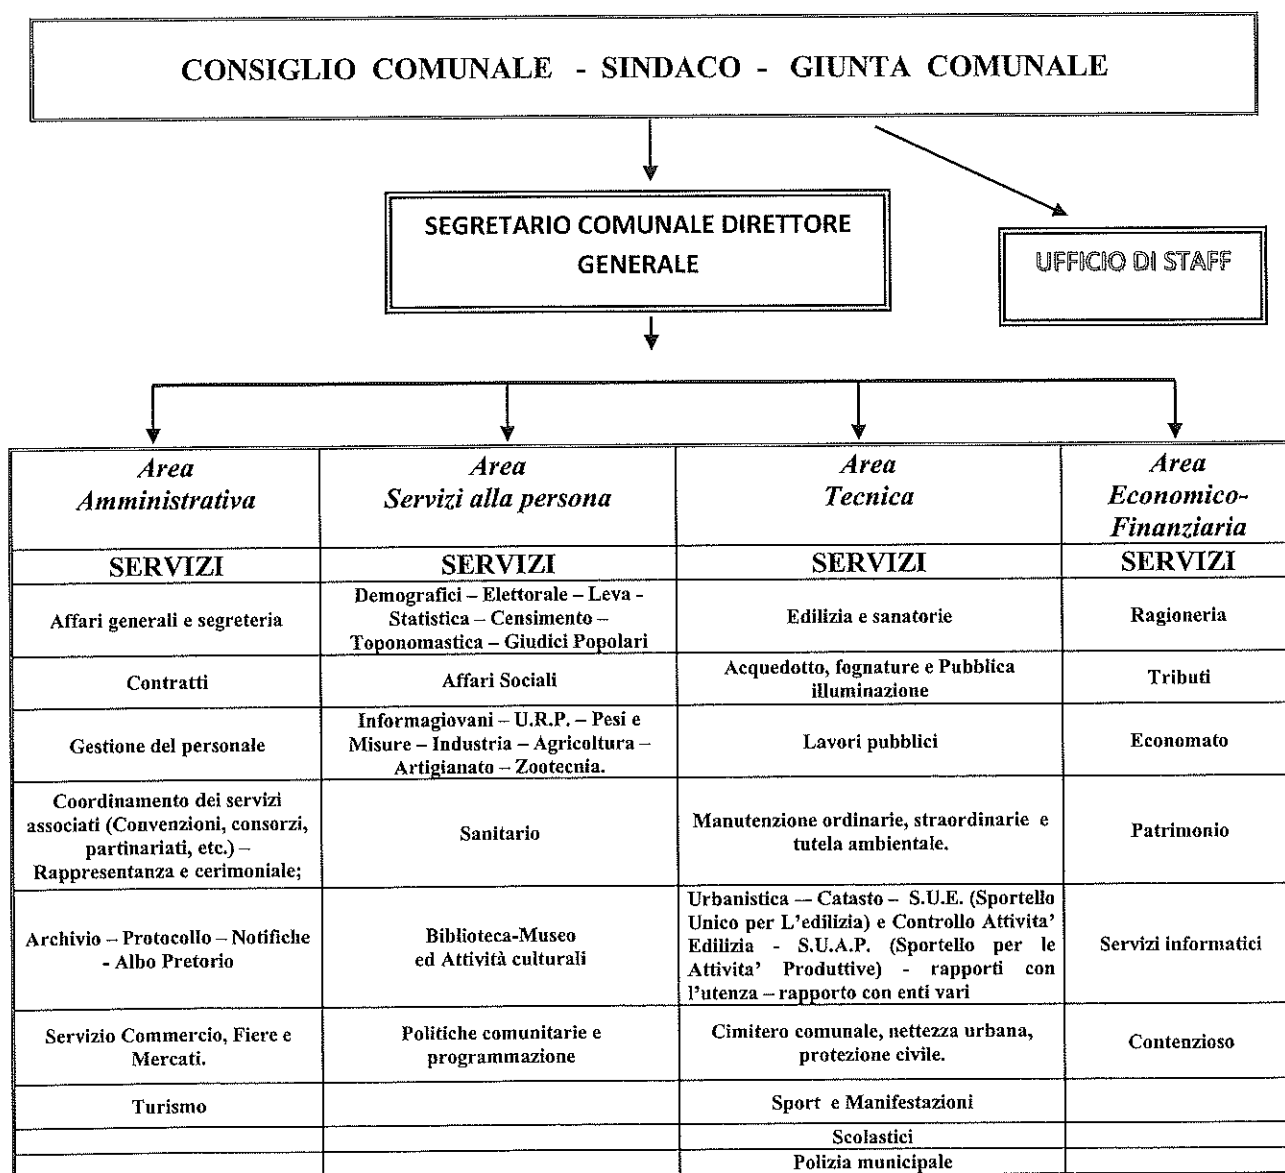 CONSIGLIO COMUNALE - SINDACO - GIUNTA COMUNALE
SEGRETARIO COMUNALE DIRETTORE
GENERALE
UFFICIO DI STAFF
Area
Amministrativa
Area
Servizi alla persona
Area
Tecnica
Area
Economico-
Finanziaria
SERVIZI
SERVIZI
SERVIZI
SERVIZI
Affari generali e segreteria
Demografici – Elettorale – Leva -
Statistica – Censimento –
Toponomastica – Giudici Popolari
Edilizia e sanatorie
Ragioneria
Contratti
Affari Sociali
Acquedotto, fognature e Pubblica
illuminazione
Tributi
Gestione del personale
Informagiovani – U.R.P. – Pesi e
Misure – Industria – Agricoltura –
Artigianato – Zootecnia.
Lavori pubblici
Economato
Coordinamento dei servizi
associati (Convenzioni, consorzi,
partinariati, etc.) –
Rappresentanza e cerimoniale;
Sanitario
Manutenzione ordinarie, straordinarie e
tutela ambientale.
Patrimonio
Archivio – Protocollo – Notifiche
- Albo Pretorio
Biblioteca-Museo
ed Attività culturali
Urbanistica –- Catasto – S.U.E. (Sportello
Unico per L'edilizia) e Controllo Attivita'
Edilizia - S.U.A.P. (Sportello per le
Attivita' Produttive) - rapporti con
l'utenza – rapporto con enti vari
Servizi informatici
Servizio Commercio, Fiere e
Mercati.
Politiche comunitarie e
programmazione
Cimitero comunale, nettezza urbana,
protezione civile.
Contenzioso
Turismo
Sport e Manifestazioni
Scolastici
Polizia municipale